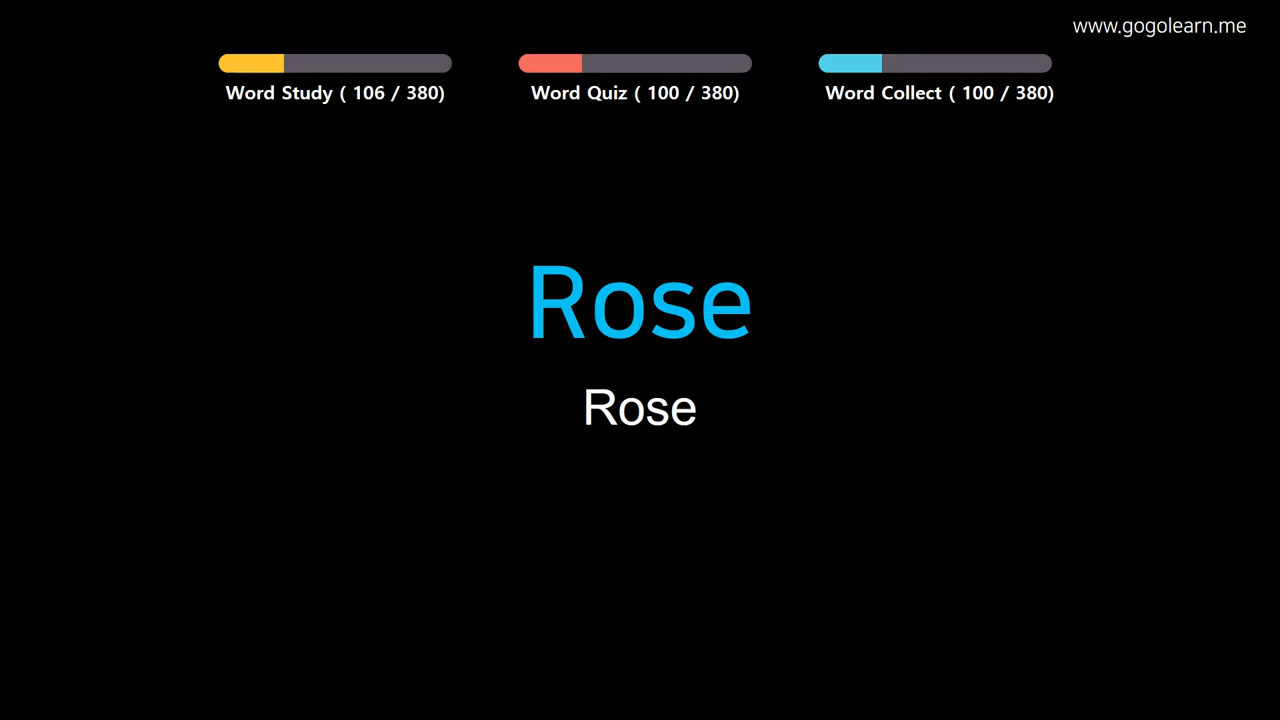 www.gogolearn.me
Word Study ( 106 / 380)
Word Quiz ( 100 / 380)
Word Collect ( 100 / 380)
Rose
Rose